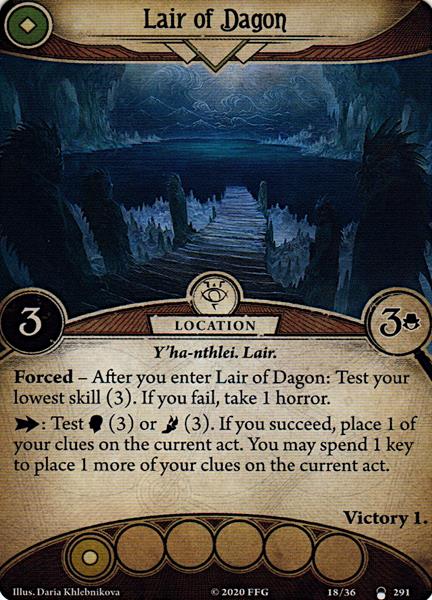 Lair of Dagon
3
3
LOCATION
Y'ha-nthlei. Lair.
Forced – After you enter Lair of Dagon: Test your
lowest skill (3). If you fail, take 1 horror.
: Test (3) or (3). If you succeed, place 1 of
your clues on the current act. You may spend 1 key
to place 1 more of your clues on the current act.
Victory 1.
Illus. Daria Khlebnikova © 2020 FFG 18/36 291